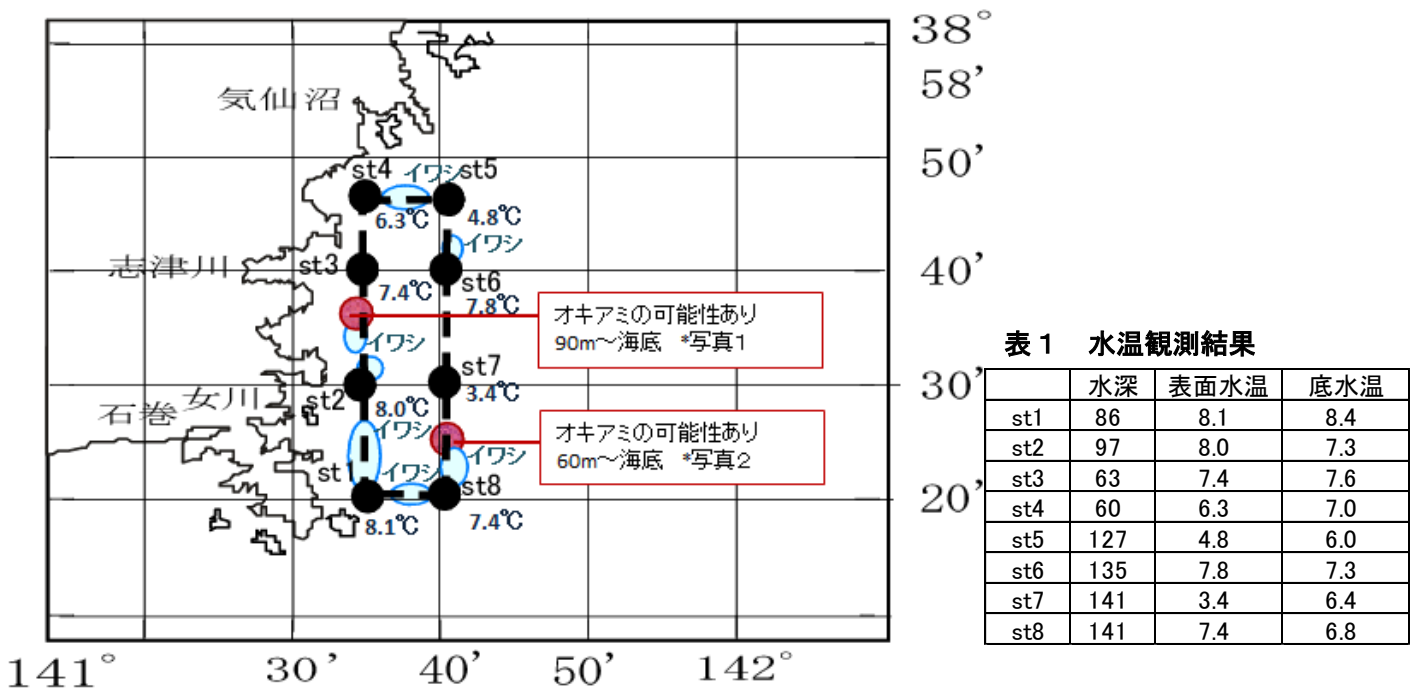 38°
58’
気仙沼
50’
st4 イワシ st5
6.3℃ 4.8℃
イワシ
志津川 st3 40’
st6
7.4℃ 7.8℃
オキアミの可能性あり
90m～海底 *写真1
イワシ
st7
30’
女川 st2 3.4℃
石巻 8.0℃
イワシ
オキアミの可能性あり
60m～海底 *写真2
イワシ
st1 イワシ
st8 20’
8.1℃ 7.4℃
141° 30’ 40’ 50’ 142°
表１ 水温観測結果
水深 表面水温 底水温
st1 86 8.1 8.4
st2 97 8.0 7.3
st3 63 7.4 7.6
st4 60 6.3 7.0
st5 127 4.8 6.0
st6 135 7.8 7.3
st7 141 3.4 6.4
st8 141 7.4 6.8